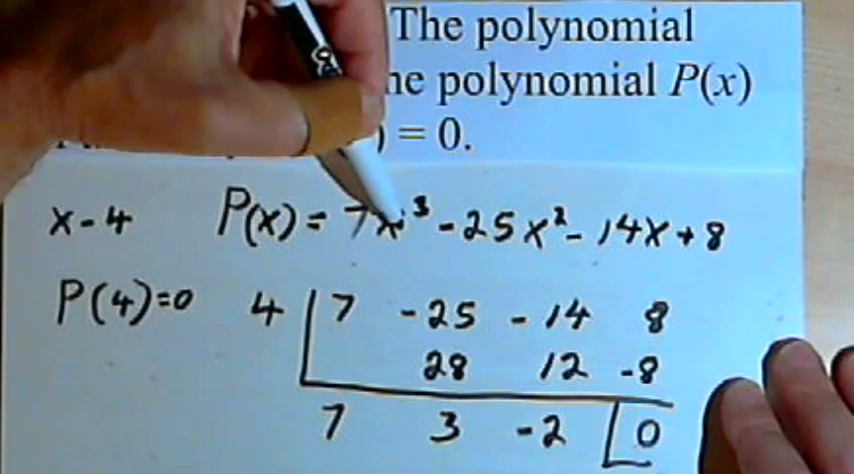 The polynomial
polynomial P(x)
) = 0.
x - 4 P(x) = 7x³ - 25x² - 14x + 8
P(4)=0 4 7 -25 -14 8
28 12 -8
7 3 -2 0